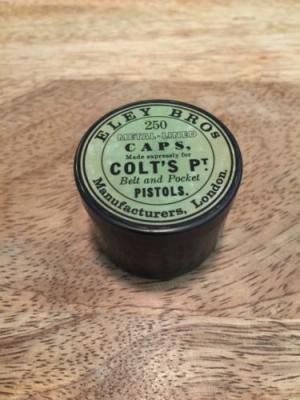 ELEY BROS
250
METAL-LINED
CAPS,
Made expressly for
COLT'S PT.
Belt and Pocket
PISTOLS.
Manufacturers, London.